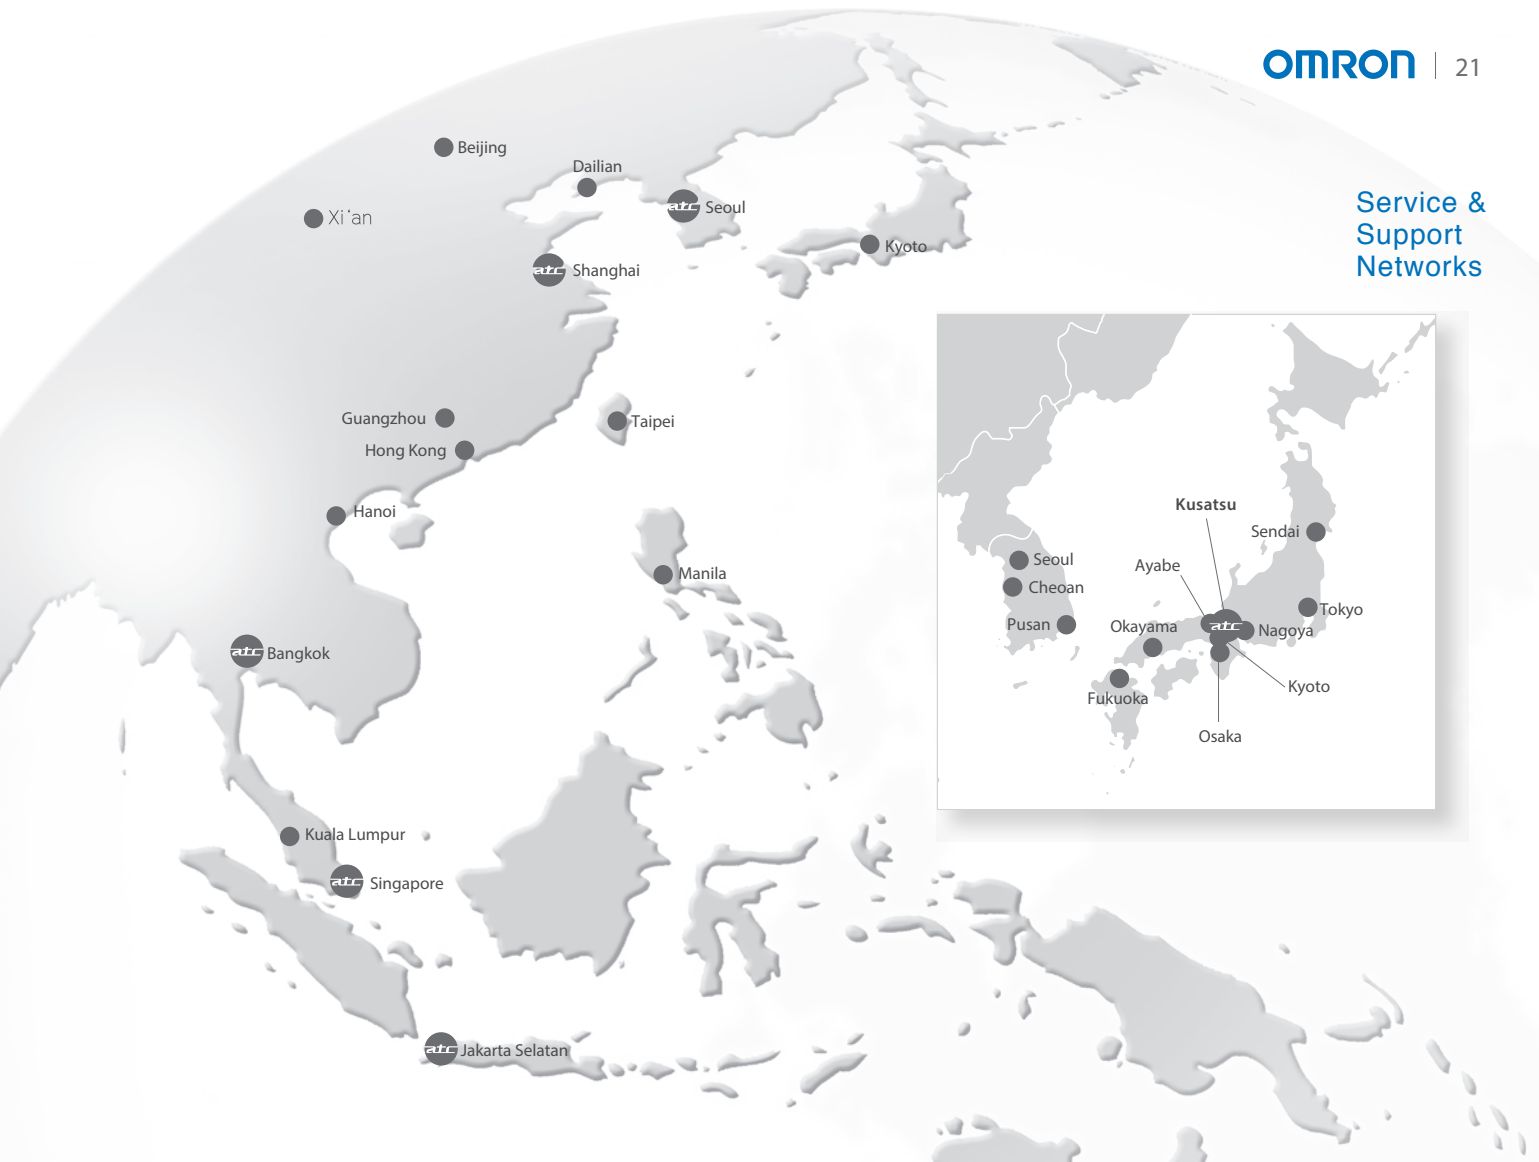 OMRON | 21
Service &
Support
Networks
Beijing
Dailian
Xi'an
atc Seoul
Kyoto
atc Shanghai
Guangzhou
Taipei
Hong Kong
Hanoi
Manila
atc Bangkok
Kuala Lumpur
atc Singapore
atc Jakarta Selatan
Kusatsu
Sendai
Seoul
Ayabe
Cheoan
Tokyo
Pusan
Okayama
atc
Nagoya
Kyoto
Fukuoka
Osaka